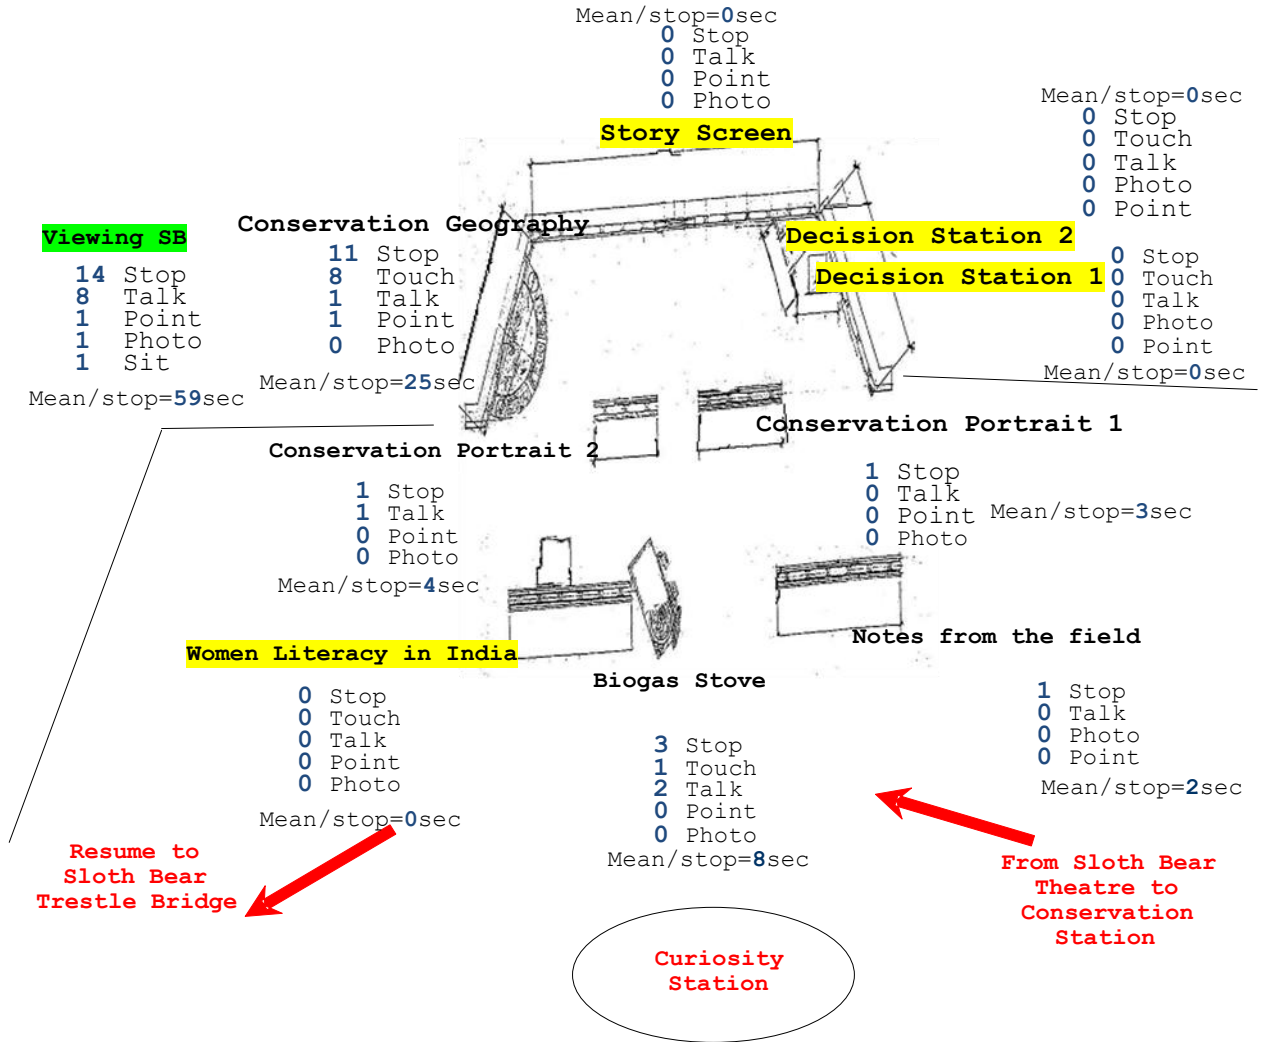 Mean/stop=0sec
0 Stop
0 Talk
0 Point
0 Photo
Story Screen
Mean/stop=0sec
0 Stop
0 Touch
0 Talk
0 Photo
0 Point
Decision Station 2
Decision Station 1
0 Stop
0 Touch
0 Talk
0 Photo
0 Point
Mean/stop=0sec
Viewing SB
14 Stop
8 Talk
1 Point
1 Photo
1 Sit
Mean/stop=59sec
Conservation Geography
11 Stop
8 Touch
1 Talk
1 Point
0 Photo
Mean/stop=25sec
Conservation Portrait 2
1 Stop
1 Talk
0 Point
0 Photo
Mean/stop=4sec
Conservation Portrait 1
1 Stop
0 Talk
0 Point
0 Photo
Mean/stop=3sec
Women Literacy in India
0 Stop
0 Touch
0 Talk
0 Point
0 Photo
Mean/stop=0sec
Biogas Stove
3 Stop
1 Touch
2 Talk
0 Point
0 Photo
Mean/stop=8sec
Notes from the field
1 Stop
0 Talk
0 Photo
0 Point
Mean/stop=2sec
Resume to
Sloth Bear
Trestle Bridge
From Sloth Bear
Theatre to
Conservation
Station
Curiosity
Station